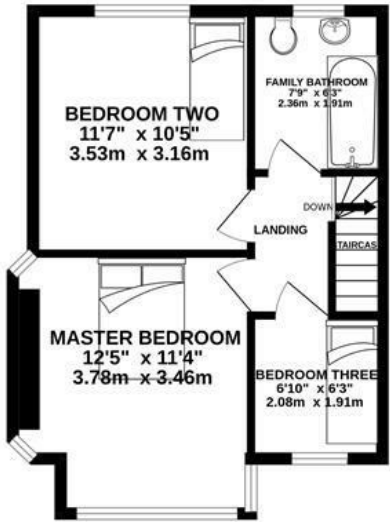 BEDROOM TWO
11'7" x 10'5"
3.53m x 3.16m
FAMILY BATHROOM
7'9" x 6'3"
2.36m x 1.91m
DOWN
LANDING
TAIRCAS
MASTER BEDROOM
12'5" x 11'4"
3.78m x 3.46m
BEDROOM THREE
6'10" x 6'3"
2.08m x 1.91m